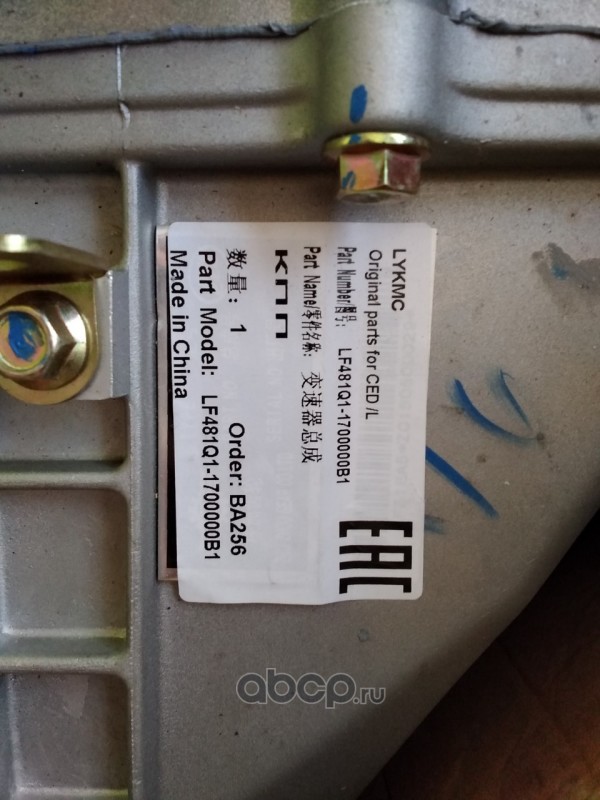 LYKMC
Original parts for CED /L
Part Number/图号: LF481Q1-1700000B1
Part Name/零件名称: 变速器总成
КПП
数量: 1 Order: BA256
Part Model: LF481Q1-1700000B1
Made in China
EAC
abcp.ru